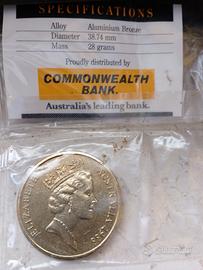 SPECIFICATIONS
Alloy Aluminium Bronze
Diameter 38.74 mm
Mass 28 grams
Proudly distributed by
COMMONWEALTH
BANK.
Australia's leading bank.
ELIZABETH II AUSTRALIA 1988